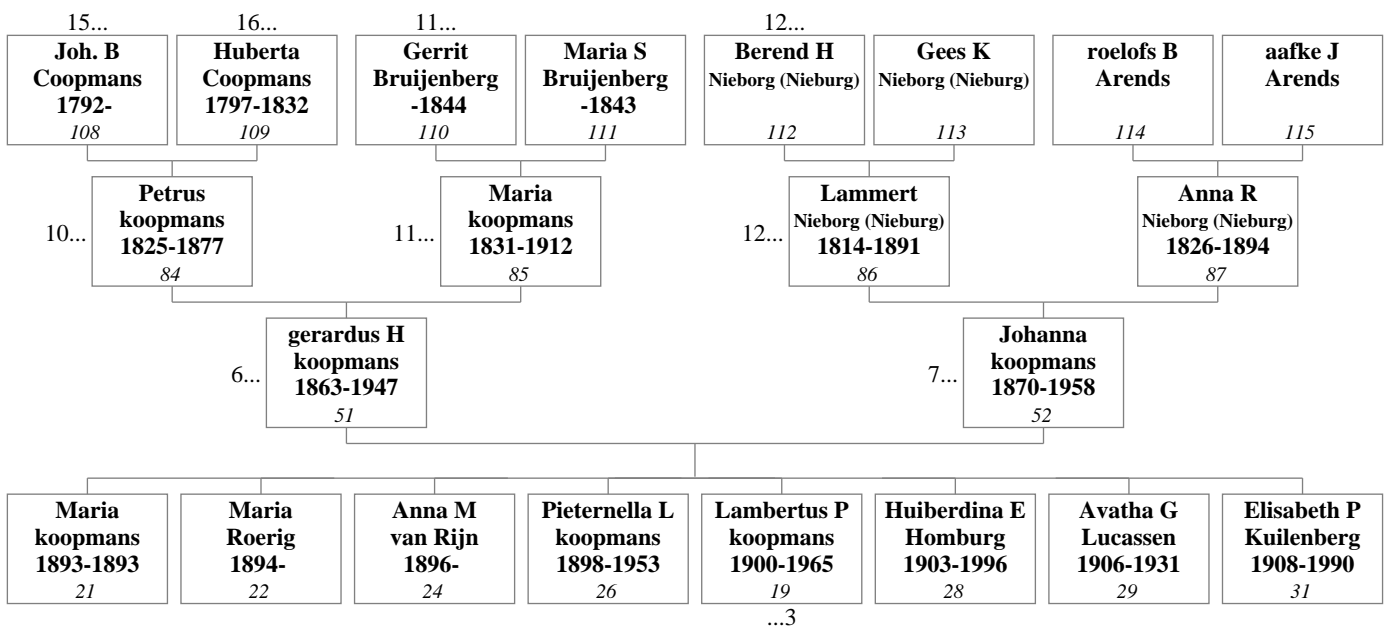 15...
16...
11...
12...
Joh. B
Coopmans
1792-
108
Huberta
Coopmans
1797-1832
109
Gerrit
Bruijenberg
-1844
110
Maria S
Bruijenberg
-1843
111
Berend H
Nieborg (Nieburg)
112
Gees K
Nieborg (Nieburg)
113
roelofs B
Arends
114
aafke J
Arends
115
10...
Petrus
koopmans
1825-1877
84
11...
Maria
koopmans
1831-1912
85
12...
Lammert
Nieborg (Nieburg)
1814-1891
86
Anna R
Nieborg (Nieburg)
1826-1894
87
6...
gerardus H
koopmans
1863-1947
51
7...
Johanna
koopmans
1870-1958
52
Maria
koopmans
1893-1893
21
Maria
Roerig
1894-
22
Anna M
van Rijn
1896-
24
Pieternella L
koopmans
1898-1953
26
Lambertus P
koopmans
1900-1965
19
Huiberdina E
Homburg
1903-1996
28
Avatha G
Lucassen
1906-1931
29
Elisabeth P
Kuilenberg
1908-1990
31
...3